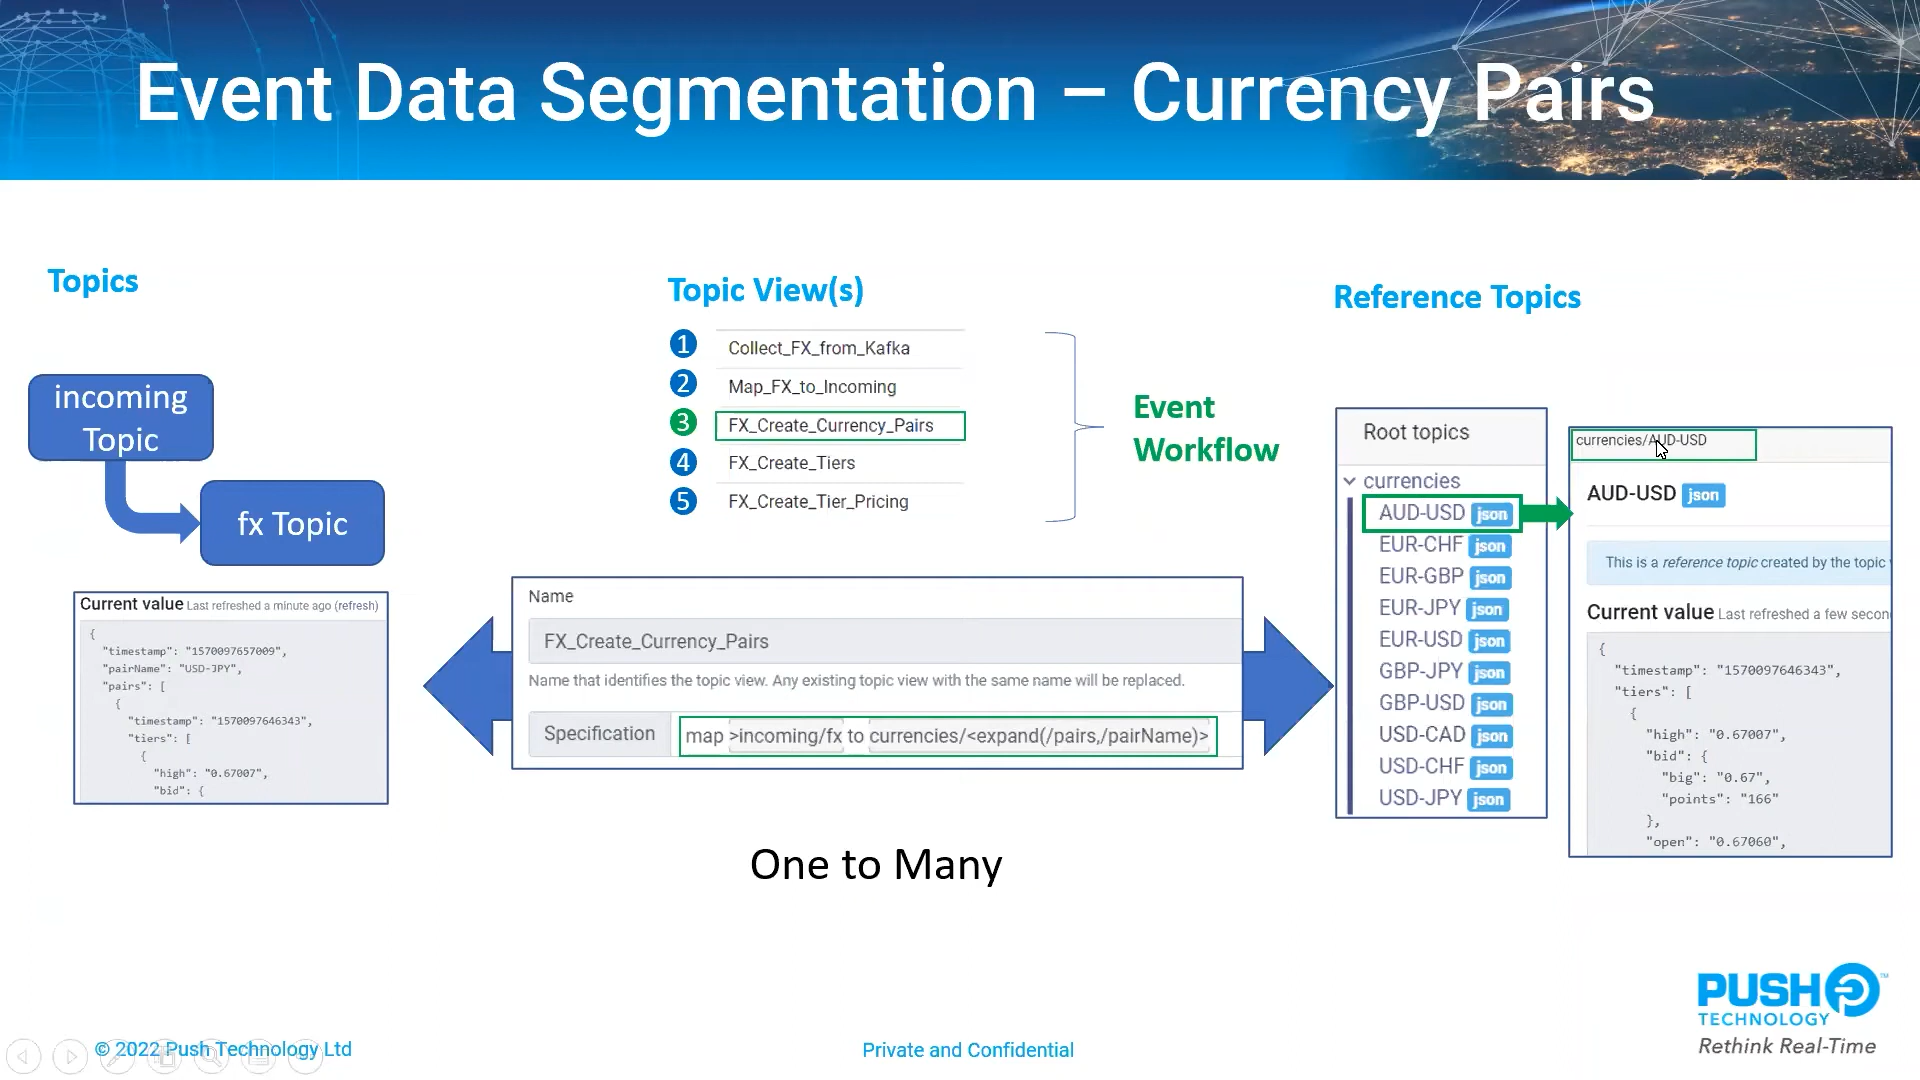 Event Data Segmentation – Currency Pairs
Topics
incoming
Topic
fx Topic
Current value Last refreshed a minute ago (refresh)
{
"timestamp": "1570097657009",
"pairName": "USD-JPY",
"pairs": [
{
"timestamp": "1570097646343",
"tiers": [
{
"high": "0.67007",
"bid": {
Topic View(s)
1 Collect_FX_from_Kafka
2 Map_FX_to_Incoming
3 FX_Create_Currency_Pairs
4 FX_Create_Tiers
5 FX_Create_Tier_Pricing
Event
Workflow
Name
FX_Create_Currency_Pairs
Name that identifies the topic view. Any existing topic view with the same name will be replaced.
Specification map >incoming/fx to currencies/<expand(/pairs,/pairName)>
One to Many
Reference Topics
Root topics
currencies
AUD-USD json
EUR-CHF json
EUR-GBP json
EUR-JPY json
EUR-USD json
GBP-JPY json
GBP-USD json
USD-CAD json
USD-CHF json
USD-JPY json
currencies/AUD-USD
AUD-USD json
This is a reference topic created by the topic
Current value Last refreshed a few secon
{
"timestamp": "1570097646343",
"tiers": [
{
"high": "0.67007",
"bid": {
"big": "0.67",
"points": "166"
},
"open": "0.67060",
© 2022 Push Technology Ltd
Private and Confidential
PUSH
TECHNOLOGY
Rethink Real-Time